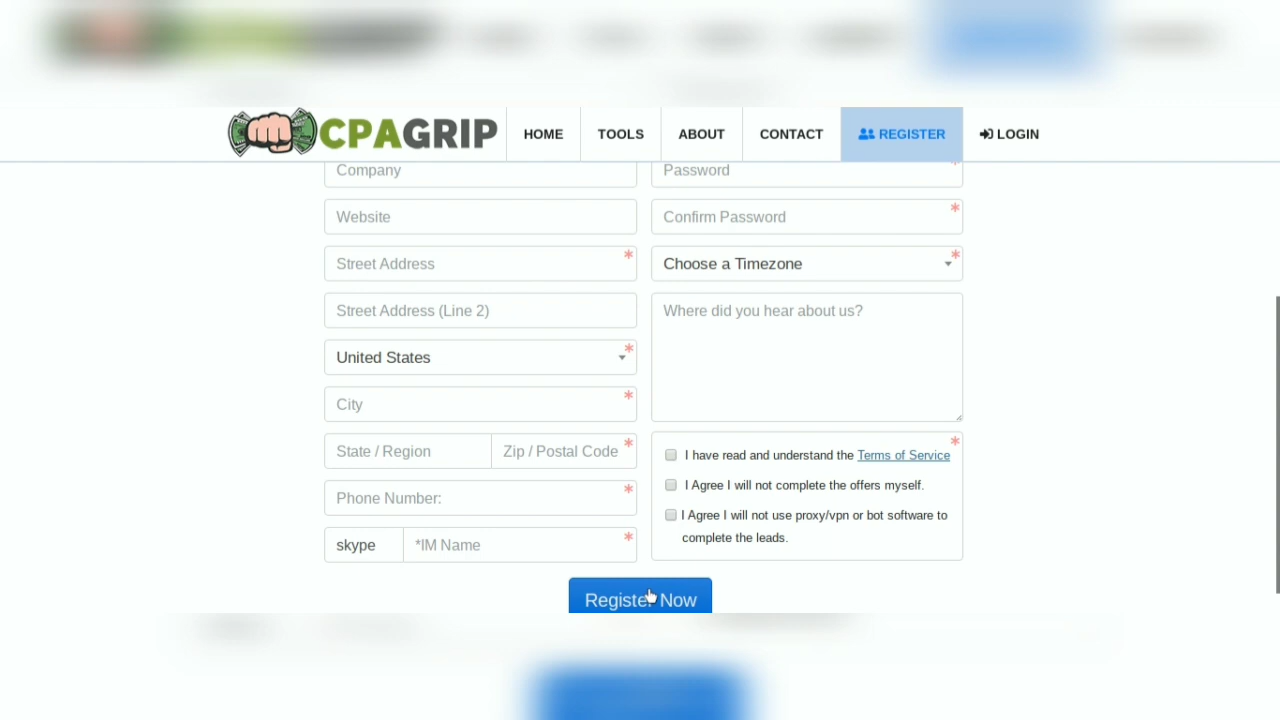 CPAGRIP
HOME
TOOLS
ABOUT
CONTACT
REGISTER
LOGIN
Company
Password
*
Website
Confirm Password
*
Street Address
*
Choose a Timezone
*
Street Address (Line 2)
Where did you hear about us?
United States
*
City
*
State / Region
Zip / Postal Code
*
*
I have read and understand the Terms of Service
I Agree I will not complete the offers myself.
I Agree I will not use proxy/vpn or bot software to
complete the leads.
Phone Number:
*
skype
*IM Name
*
Register Now